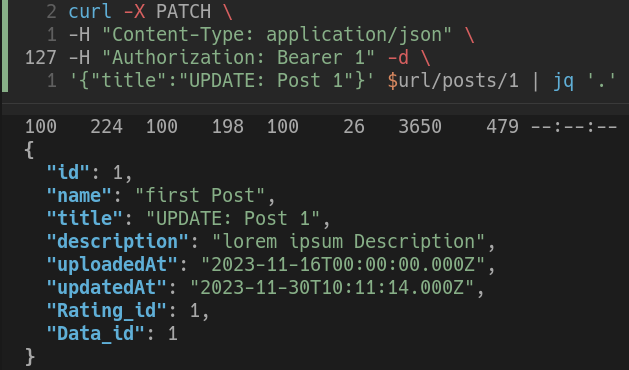 2 curl -X PATCH \
1 -H "Content-Type: application/json" \
127 -H "Authorization: Bearer 1" -d \
1 '{"title":"UPDATE: Post 1"}' $url/posts/1 | jq '.'
100 224 100 198 100 26 3650 479 --:--:--
{
"id": 1,
"name": "first Post",
"title": "UPDATE: Post 1",
"description": "lorem ipsum Description",
"uploadedAt": "2023-11-16T00:00:00.000Z",
"updatedAt": "2023-11-30T10:11:14.000Z",
"Rating_id": 1,
"Data_id": 1
}